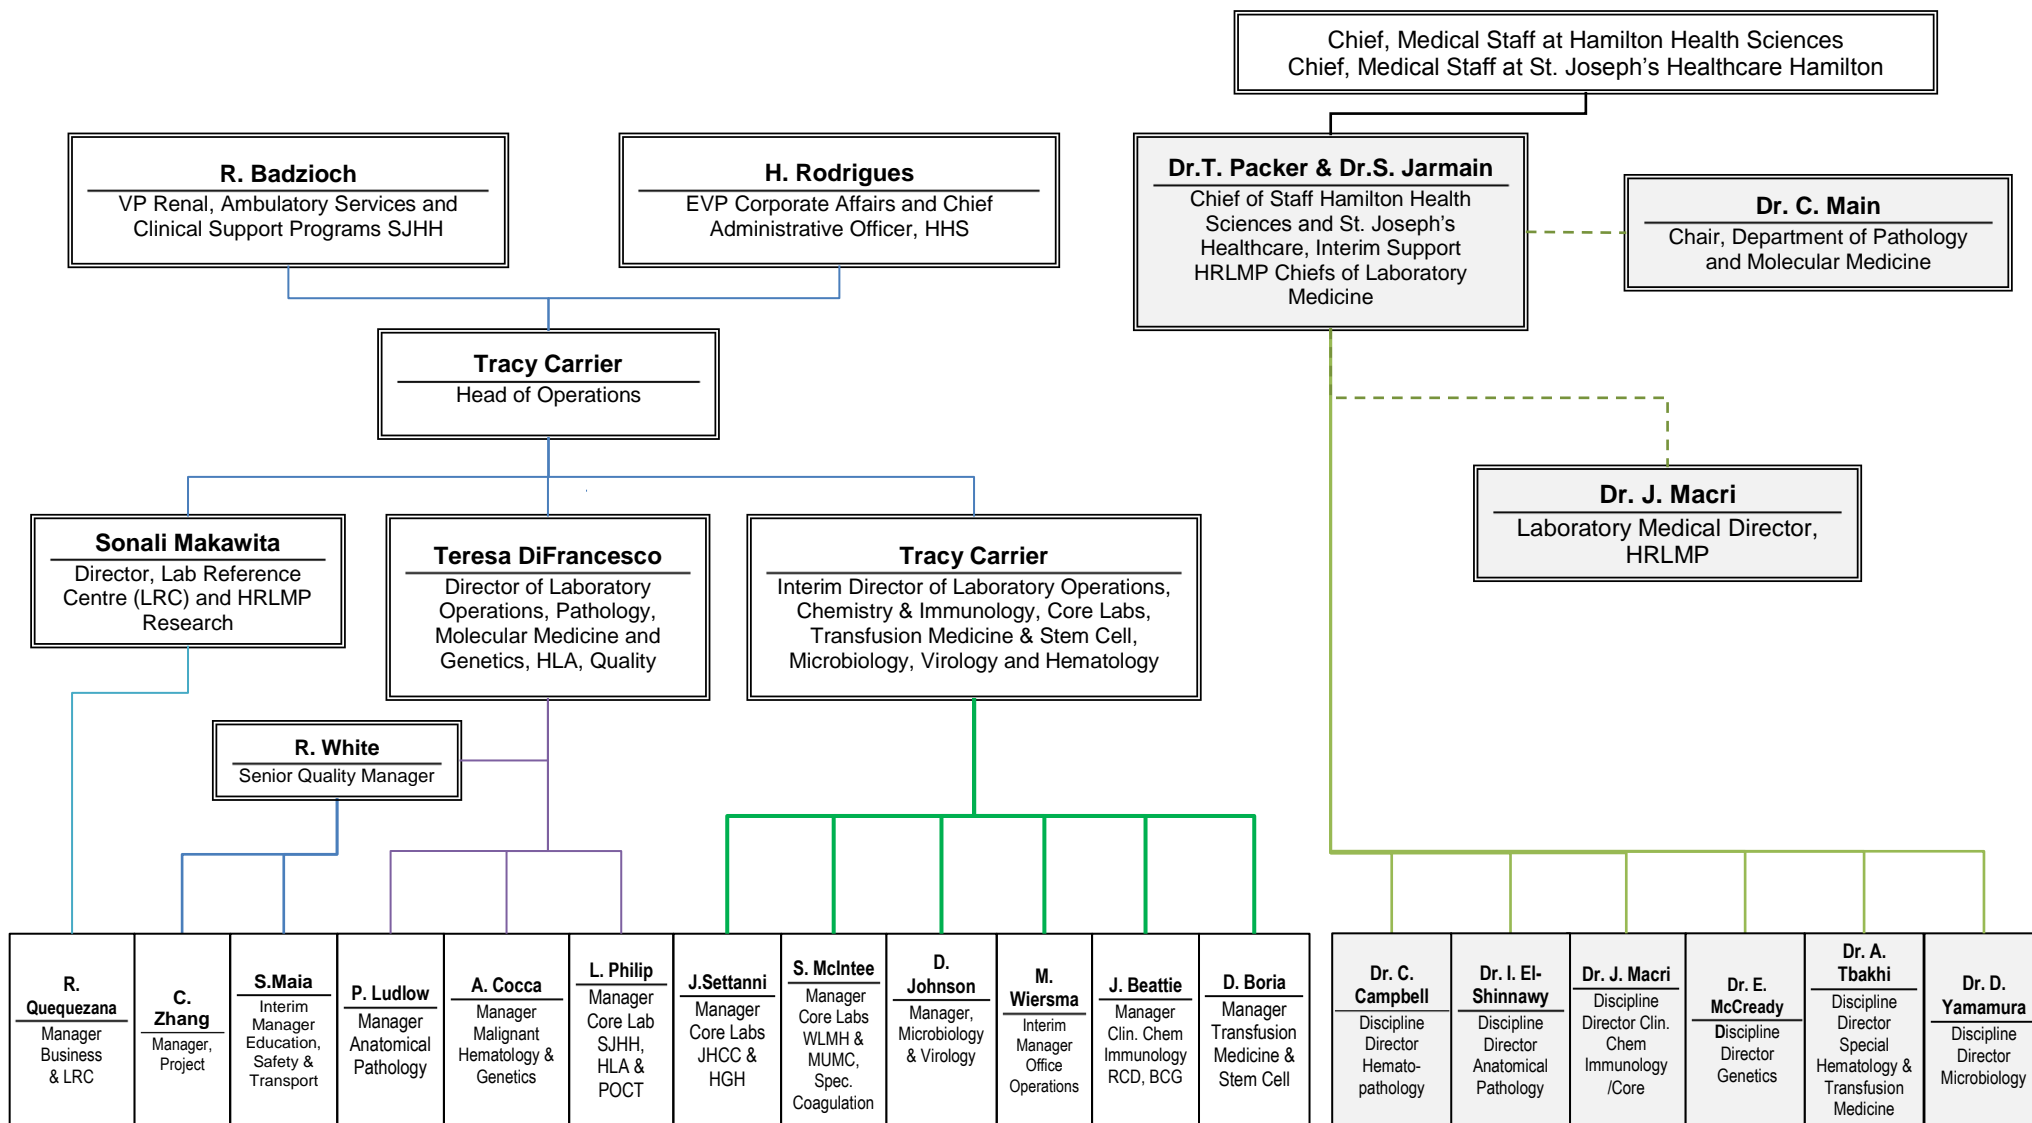 Chief, Medical Staff at Hamilton Health Sciences
Chief, Medical Staff at St. Joseph’s Healthcare Hamilton
R. Badzioch
VP Renal, Ambulatory Services and
Clinical Support Programs SJHH
H. Rodrigues
EVP Corporate Affairs and Chief
Administrative Officer, HHS
Dr.T. Packer & Dr.S. Jarmain
Chief of Staff Hamilton Health
Sciences and St. Joseph’s
Healthcare, Interim Support
HRLMP Chiefs of Laboratory
Medicine
Dr. C. Main
Chair, Department of Pathology
and Molecular Medicine
Tracy Carrier
Head of Operations
Dr. J. Macri
Laboratory Medical Director,
HRLMP
Sonali Makawita
Director, Lab Reference
Centre (LRC) and HRLMP
Research
Teresa DiFrancesco
Director of Laboratory
Operations, Pathology,
Molecular Medicine and
Genetics, HLA, Quality
Tracy Carrier
Interim Director of Laboratory Operations,
Chemistry & Immunology, Core Labs,
Transfusion Medicine & Stem Cell,
Microbiology, Virology and Hematology
R. White
Senior Quality Manager
R.
Quequezana
Manager
Business
& LRC
C.
Zhang
Manager,
Project
S.Maia
Interim
Manager
Education,
Safety &
Transport
P. Ludlow
Manager
Anatomical
Pathology
A. Cocca
Manager
Malignant
Hematology &
Genetics
L. Philip
Manager
Core Lab
SJHH,
HLA &
POCT
J.Settanni
Manager
Core Labs
JHCC &
HGH
S. McIntee
Manager
Core Labs
WLMH &
MUMC,
Spec.
Coagulation
D.
Johnson
Manager,
Microbiology
& Virology
M.
Wiersma
Interim
Manager
Office
Operations
J. Beattie
Manager
Clin. Chem
Immunology
RCD, BCG
D. Boria
Manager
Transfusion
Medicine &
Stem Cell
Dr. C.
Campbell
Discipline
Director
Hemato-
pathology
Dr. I. El-
Shinnawy
Discipline
Director
Anatomical
Pathology
Dr. J. Macri
Discipline
Director Clin.
Chem
Immunology
/Core
Dr. E.
McCready
Discipline
Director
Genetics
Dr. A.
Tbakhi
Discipline
Director
Special
Hematology &
Transfusion
Medicine
Dr. D.
Yamamura
Discipline
Director
Microbiology